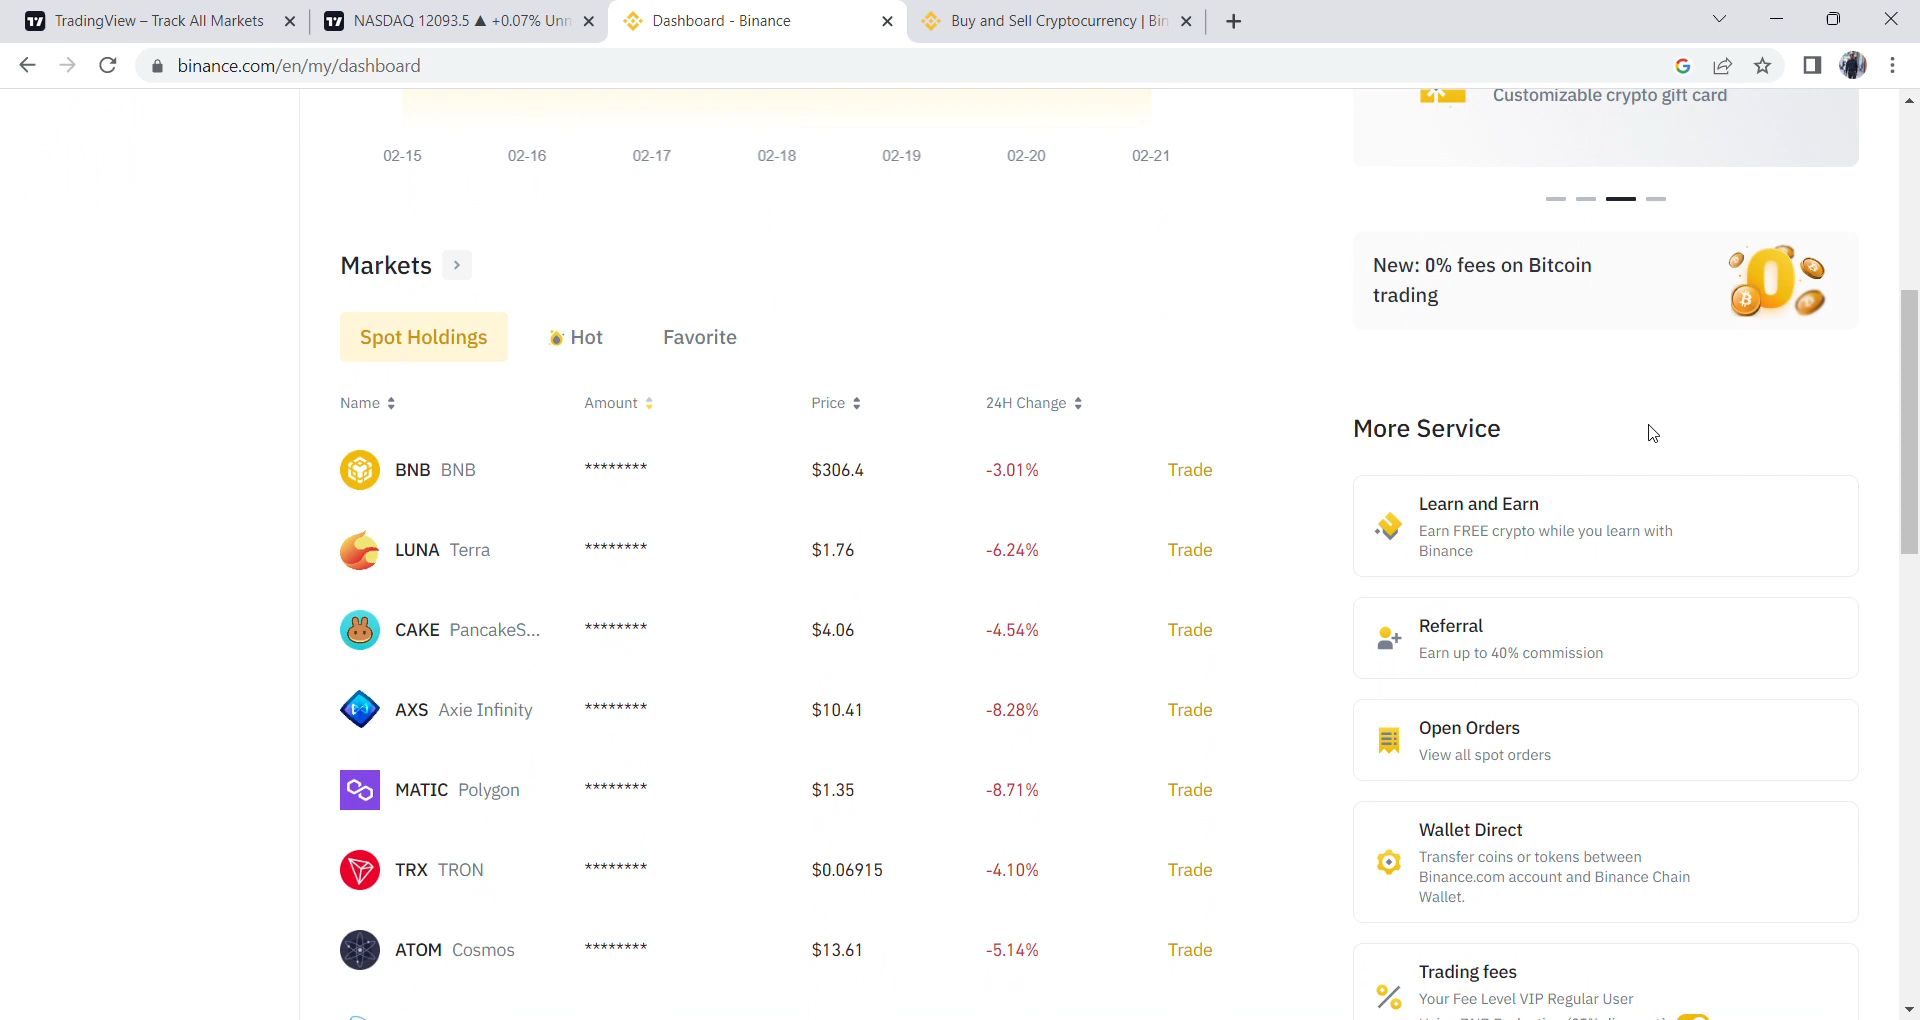 TradingView – Track All Markets
NASDAQ 12093.5 ▲ +0.07% Unn
Dashboard - Binance
Buy and Sell Cryptocurrency | Bin
binance.com/en/my/dashboard
Customizable crypto gift card
02-15 02-16 02-17 02-18 02-19 02-20 02-21
New: 0% fees on Bitcoin
trading
Markets >
Spot Holdings Hot Favorite
Name Amount Price 24H Change
BNB BNB ******** $306.4 -3.01% Trade
LUNA Terra ******** $1.76 -6.24% Trade
CAKE PancakeS... ******** $4.06 -4.54% Trade
AXS Axie Infinity ******** $10.41 -8.28% Trade
MATIC Polygon ******** $1.35 -8.71% Trade
TRX TRON ******** $0.06915 -4.10% Trade
ATOM Cosmos ******** $13.61 -5.14% Trade
More Service
Learn and Earn
Earn FREE crypto while you learn with
Binance
Referral
Earn up to 40% commission
Open Orders
View all spot orders
Wallet Direct
Transfer coins or tokens between
Binance.com account and Binance Chain
Wallet.
Trading fees
Your Fee Level VIP Regular User